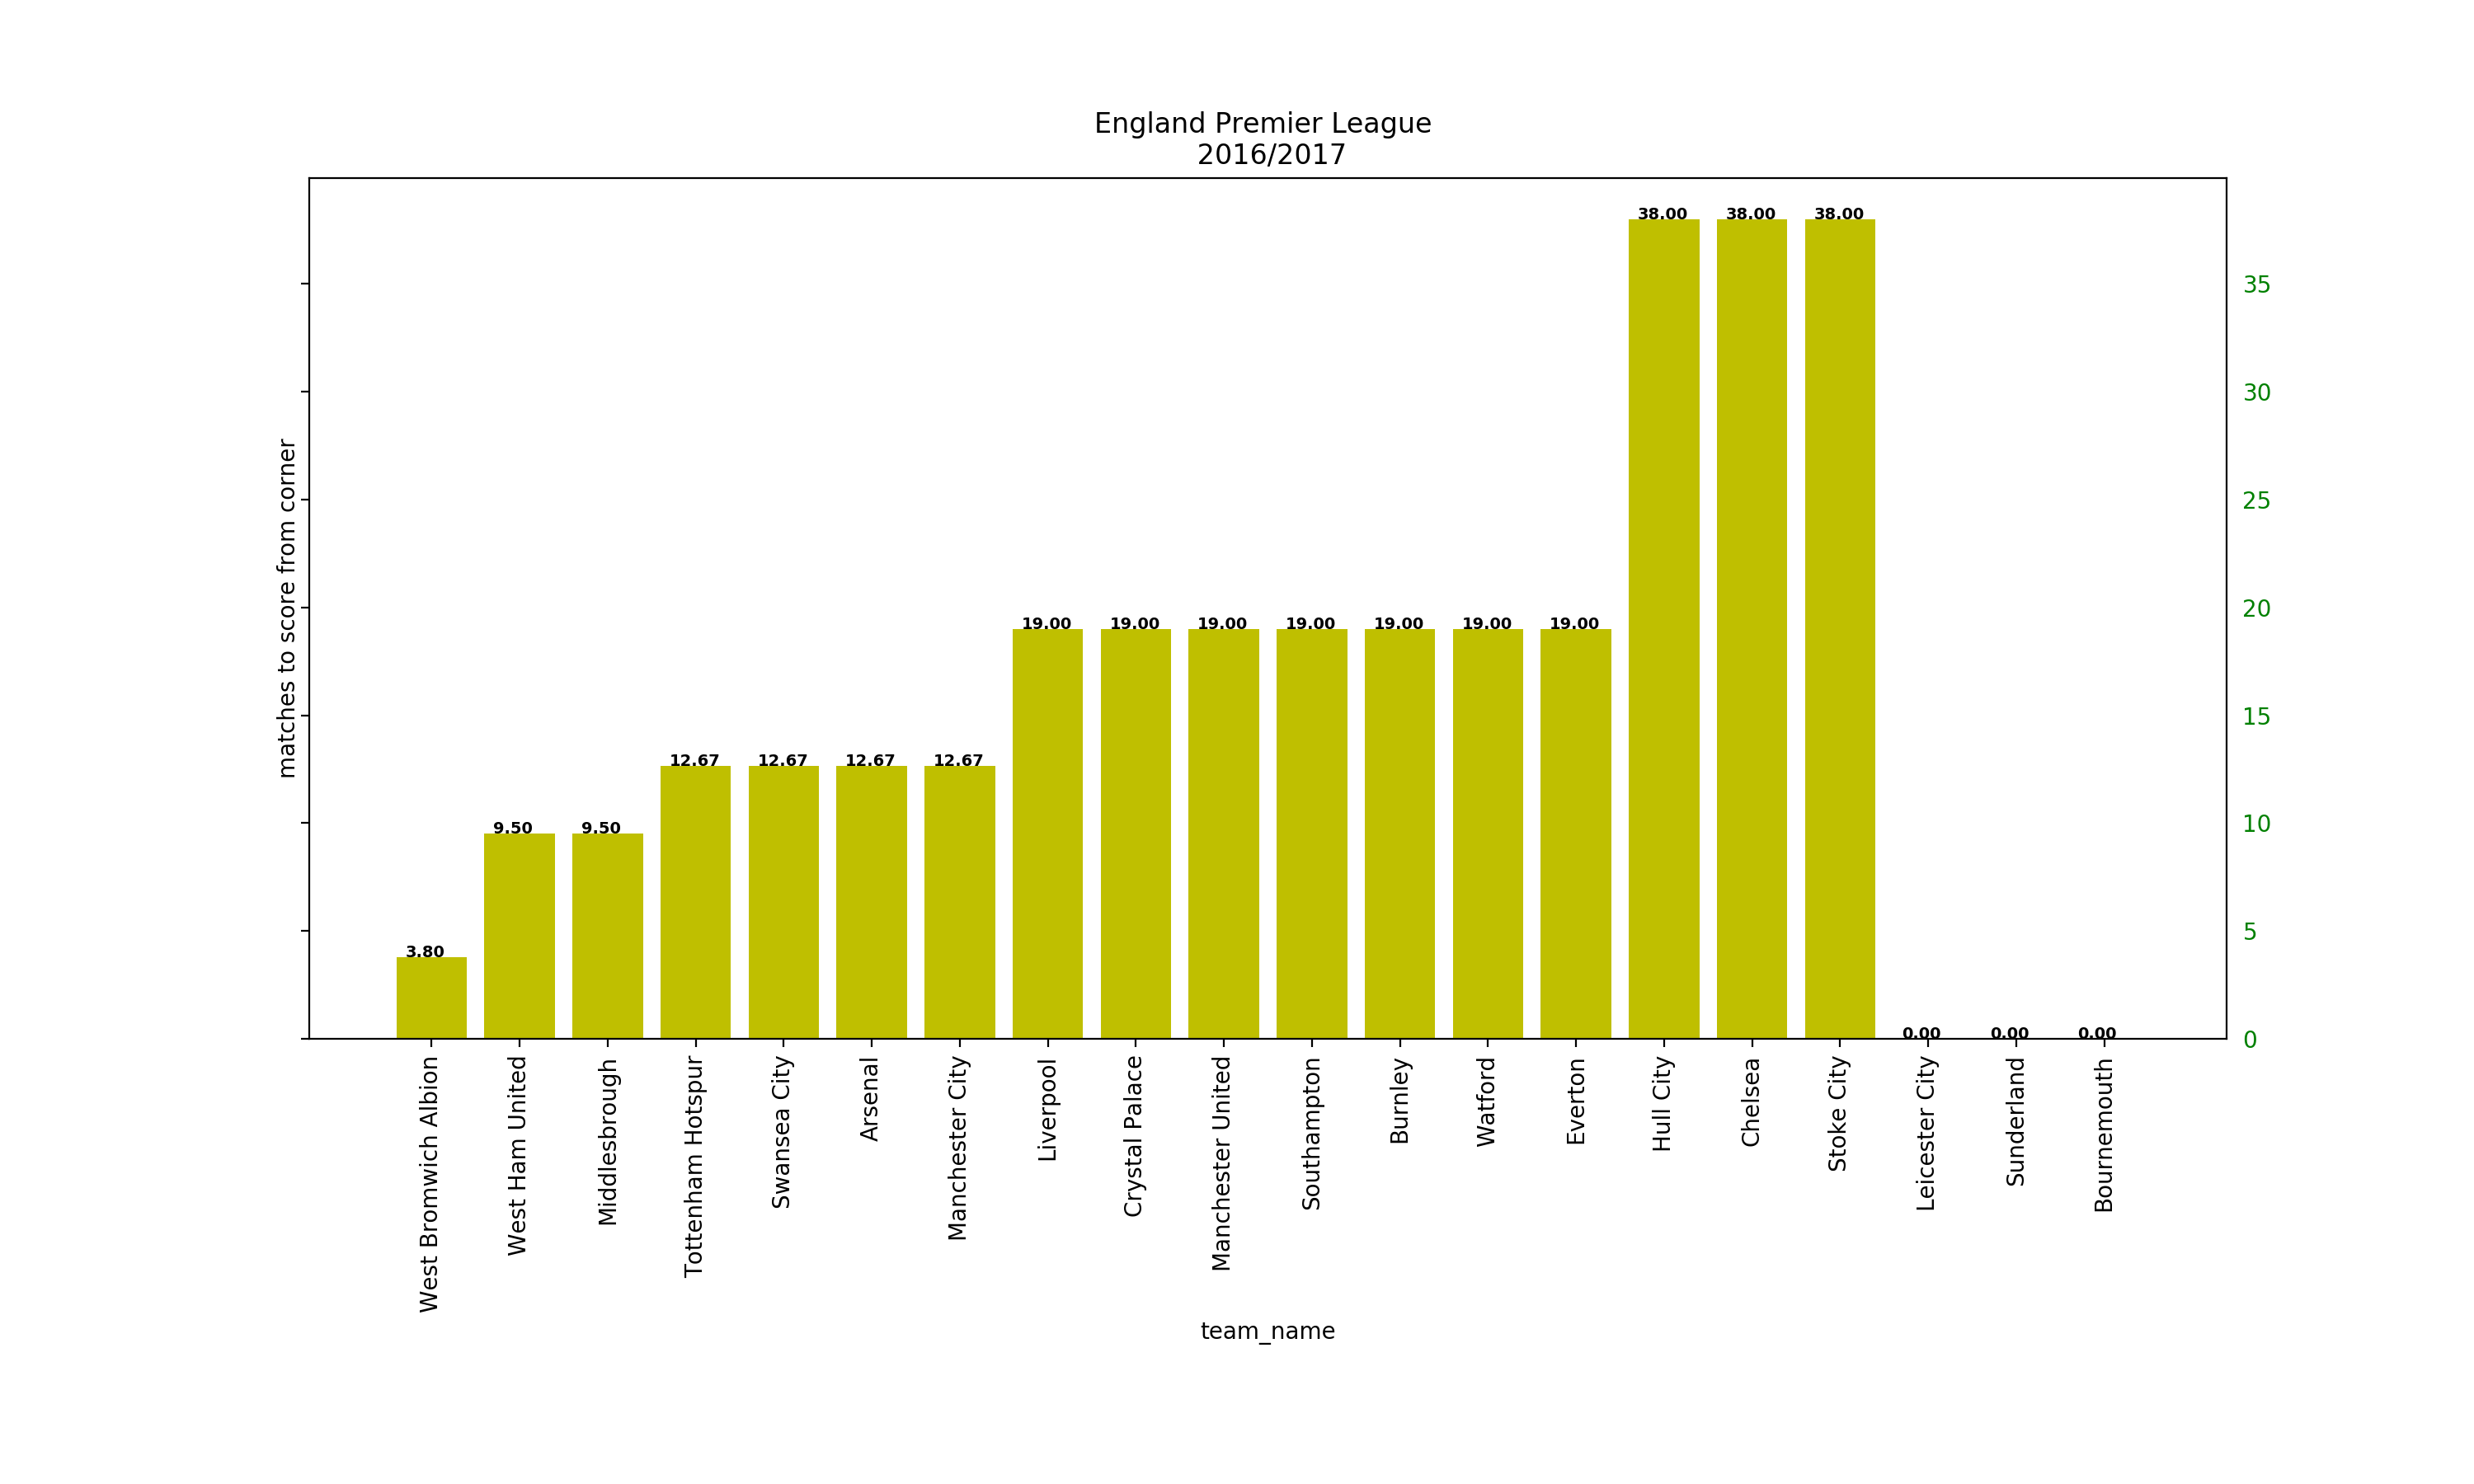 England Premier League
2016/2017
matches to score from corner
38.00 38.00 38.00
35
30
25
20
15
10
5
0
19.00 19.00 19.00 19.00 19.00 19.00 19.00
12.67 12.67 12.67 12.67
9.50 9.50
3.80
0.00 0.00 0.00
West Bromwich Albion
West Ham United
Middlesbrough
Tottenham Hotspur
Swansea City
Arsenal
Manchester City
Liverpool
Crystal Palace
Manchester United
Southampton
Burnley
Watford
Everton
Hull City
Chelsea
Stoke City
Leicester City
Sunderland
Bournemouth
team_name